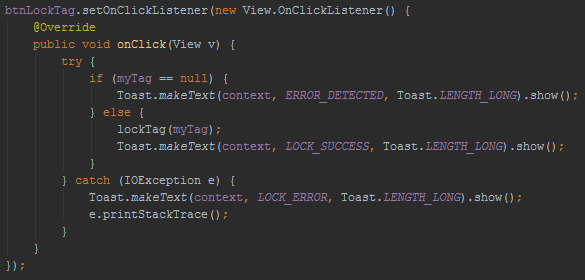 btnLockTag.setOnClickListener(new View.OnClickListener() {
    @Override
    public void onClick(View v) {
        try {
            if (myTag == null) {
                Toast.makeText(context, ERROR_DETECTED, Toast.LENGTH_LONG).show();
            } else {
                lockTag(myTag);
                Toast.makeText(context, LOCK_SUCCESS, Toast.LENGTH_LONG).show();
            }
        } catch (IOException e) {
            Toast.makeText(context, LOCK_ERROR, Toast.LENGTH_LONG).show();
            e.printStackTrace();
        }
    }
});